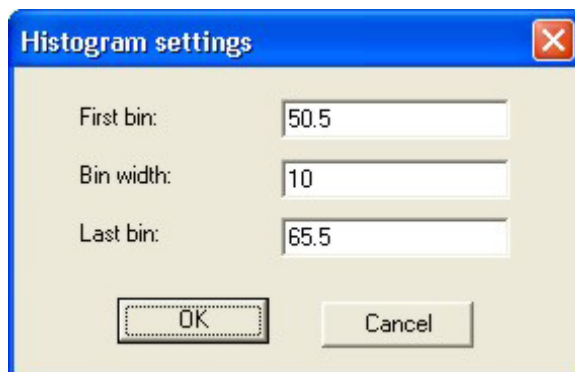 Histogram settings
First bin: 50.5
Bin width: 10
Last bin: 65.5
OK Cancel